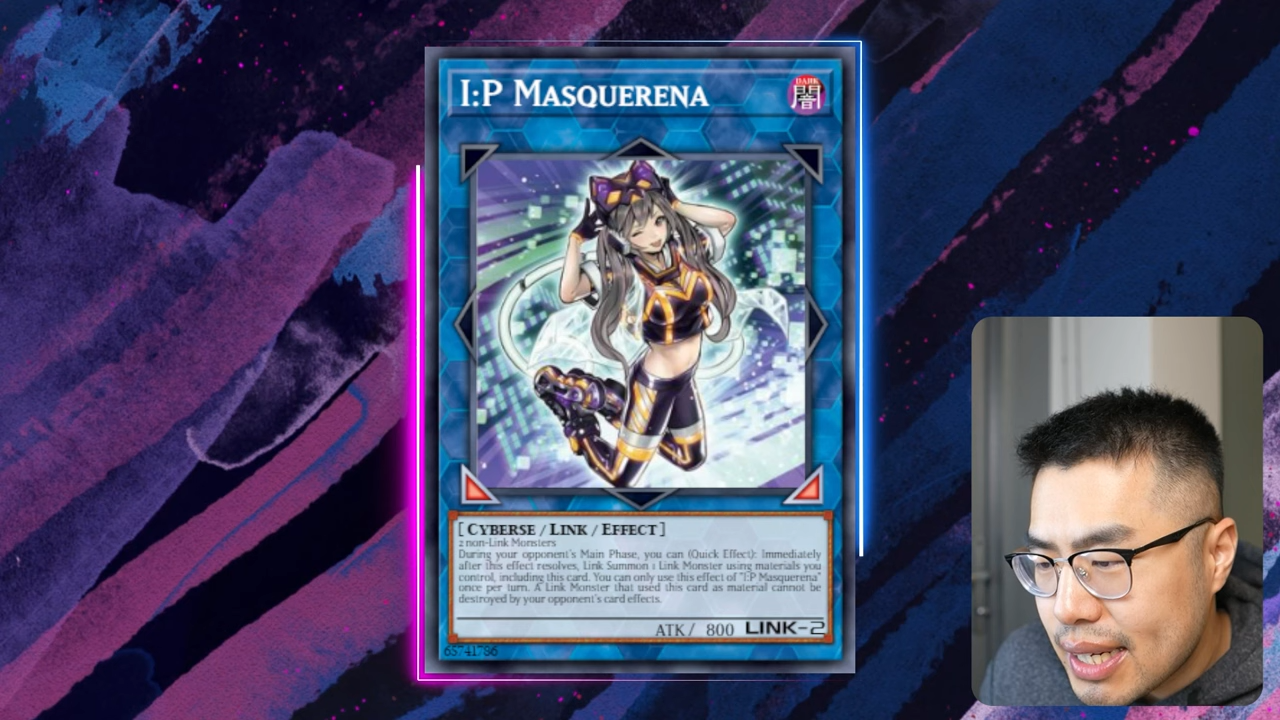 I:P MASQUERENA
DARK
闇
[ CYBERSE / LINK / EFFECT ]
2 non-Link Monsters
During your opponent's Main Phase, you can (Quick Effect): Immediately
after this effect resolves, Link Summon 1 Link Monster using materials you
control, including this card. You can only use this effect of "I:P Masquerena"
once per turn. A Link Monster that used this card as material cannot be
destroyed by your opponent's card effects.
ATK/ 800 LINK-2
65741786